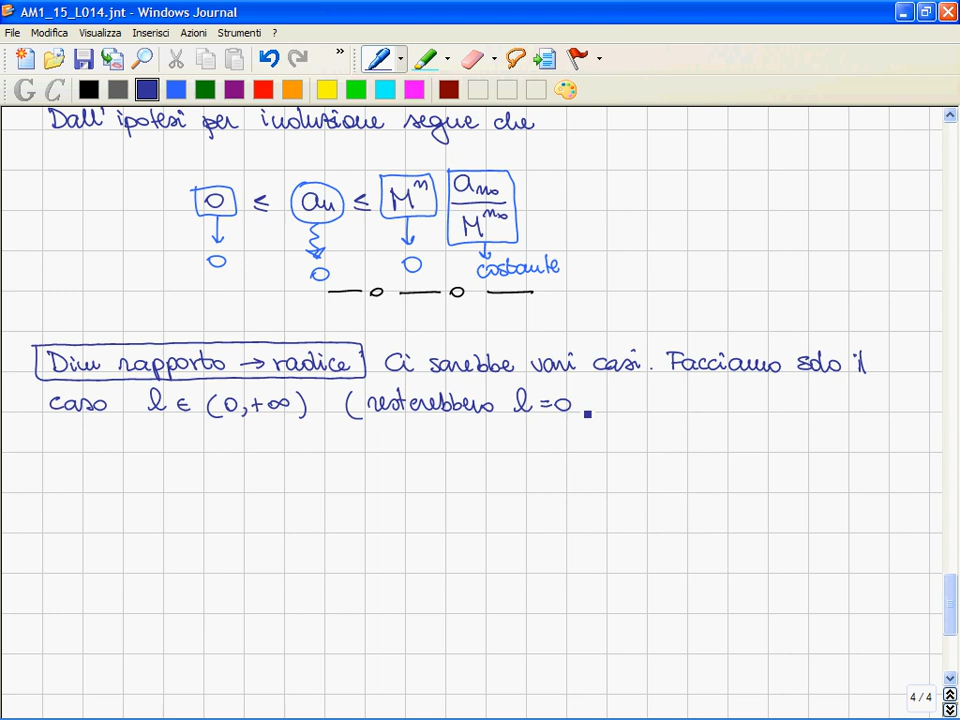 AM1_15_L014.jnt - Windows Journal
File Modifica Visualizza Inserisci Azioni Strumenti ?
G C
Dall'ipotesi per induzione segue che
0 ≤ an ≤ M^n a_{n0} / M^{n0}
0 0 0 costante
Dim rapporto → radice Ci sarebbe vari casi. Facciamo solo il
caso l ∈ (0,+∞) (resterebbero l = 0
4 / 4